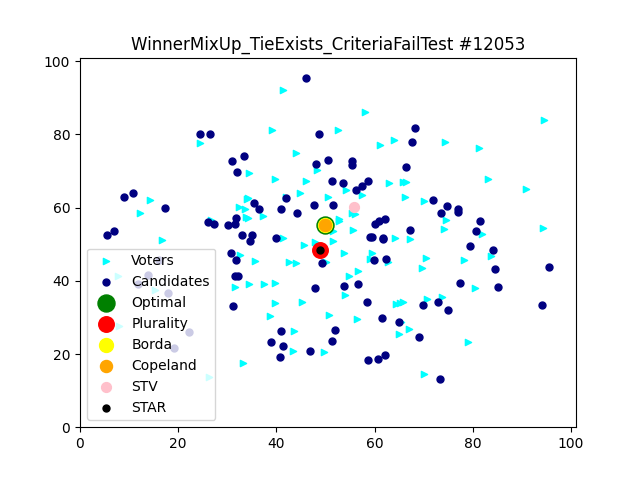 WinnerMixUp_TieExists_CriteriaFailTest #12053
100
80
60
40
20
0
Voters
Candidates
Optimal
Plurality
Borda
Copeland
STV
STAR
0 20 40 60 80 100